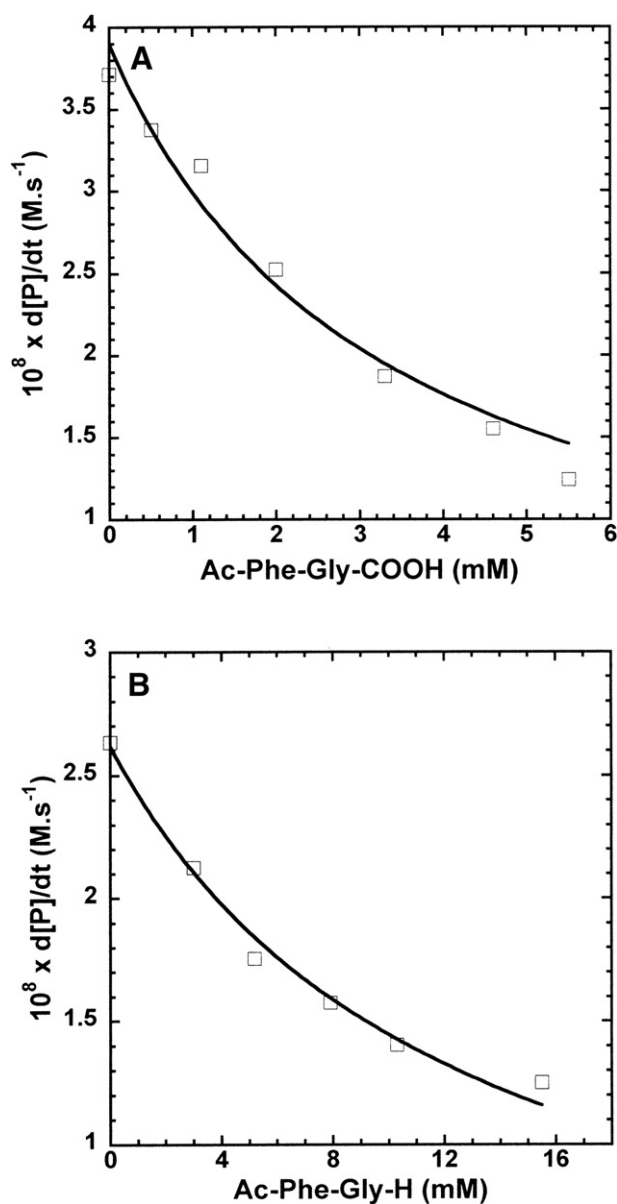 A
4
3.5
3
2.5
2
1.5
1
10⁸ x d[P]/dt (M.s⁻¹)
0 1 2 3 4 5 6
Ac-Phe-Gly-COOH (mM)
B
3
2.5
2
1.5
1
10⁸ x d[P]/dt (M.s⁻¹)
0 4 8 12 16
Ac-Phe-Gly-H (mM)